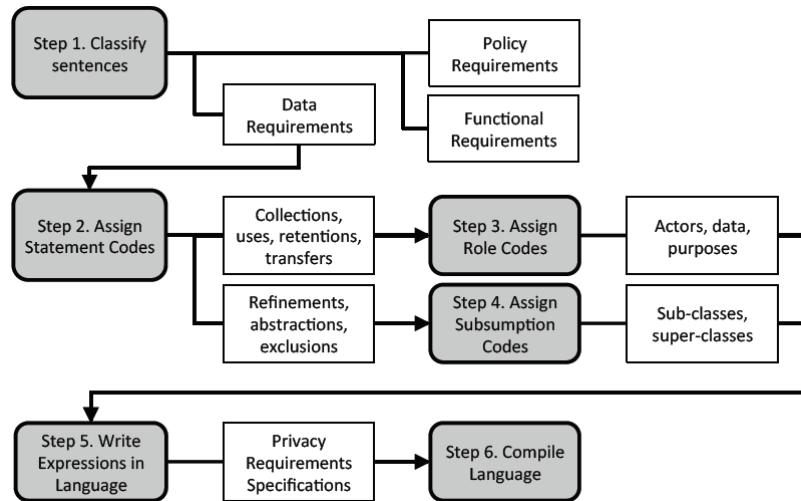 Step 1. Classify
sentences
Policy
Requirements
Data
Requirements
Functional
Requirements
Step 2. Assign
Statement Codes
Collections,
uses, retentions,
transfers
Step 3. Assign
Role Codes
Actors, data,
purposes
Refinements,
abstractions,
exclusions
Step 4. Assign
Subsumption
Codes
Sub-classes,
super-classes
Step 5. Write
Expressions in
Language
Privacy
Requirements
Specifications
Step 6. Compile
Language